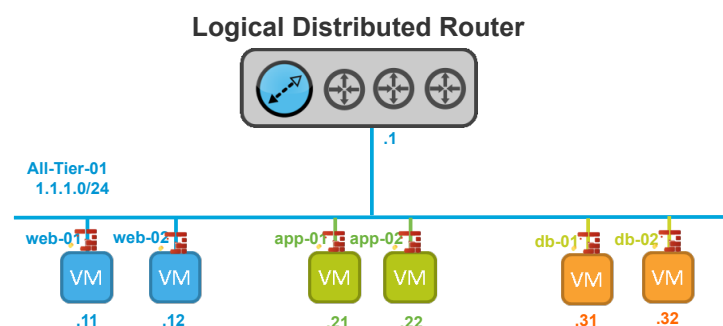 Logical Distributed Router
.1
All-Tier-01
1.1.1.0/24
web-01 web-02 app-01 app-02 db-01 db-02
VM VM VM VM VM VM
.11 .12 .21 .22 .31 .32